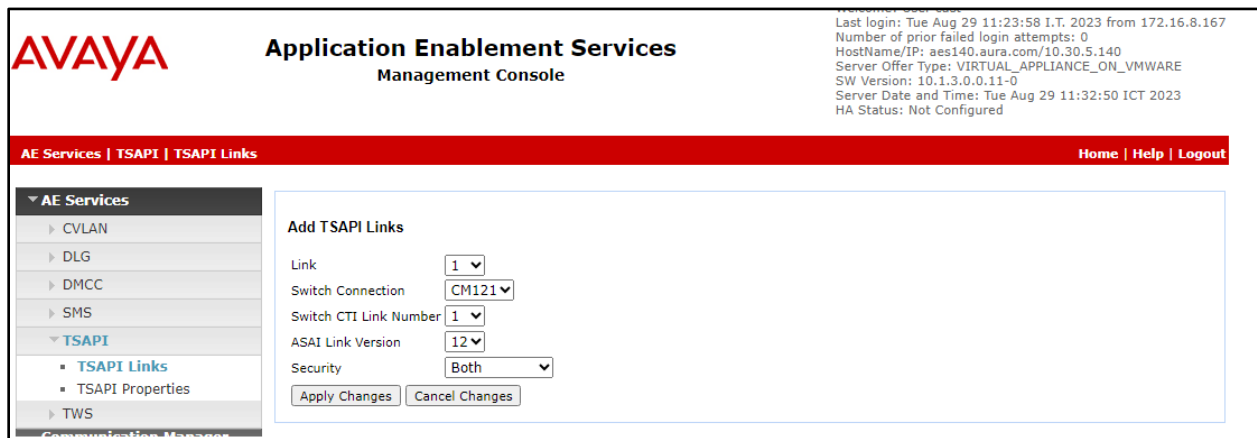 AVAYA
Application Enablement Services
Management Console
Welcome: User cust
Last login: Tue Aug 29 11:23:58 I.T. 2023 from 172.16.8.167
Number of prior failed login attempts: 0
HostName/IP: aes140.aura.com/10.30.5.140
Server Offer Type: VIRTUAL_APPLIANCE_ON_VMWARE
SW Version: 10.1.3.0.0.11-0
Server Date and Time: Tue Aug 29 11:32:50 ICT 2023
HA Status: Not Configured
AE Services | TSAPI | TSAPI Links
Home | Help | Logout
AE Services
CVLAN
DLG
DMCC
SMS
TSAPI
TSAPI Links
TSAPI Properties
TWS
Communication Manager
Add TSAPI Links
Link 1
Switch Connection CM121
Switch CTI Link Number 1
ASAI Link Version 12
Security Both
Apply Changes Cancel Changes